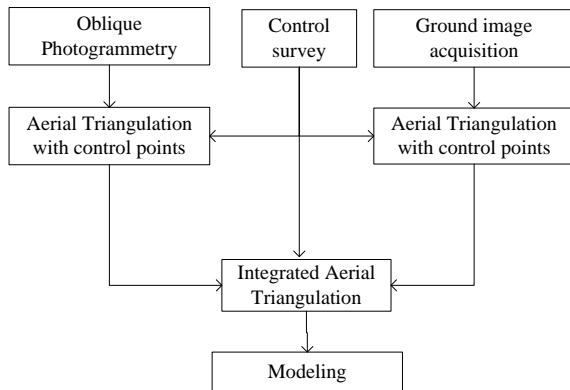 Oblique
Photogrammetry
Control
survey
Ground image
acquisition
Aerial Triangulation
with control points
Aerial Triangulation
with control points
Integrated Aerial
Triangulation
Modeling